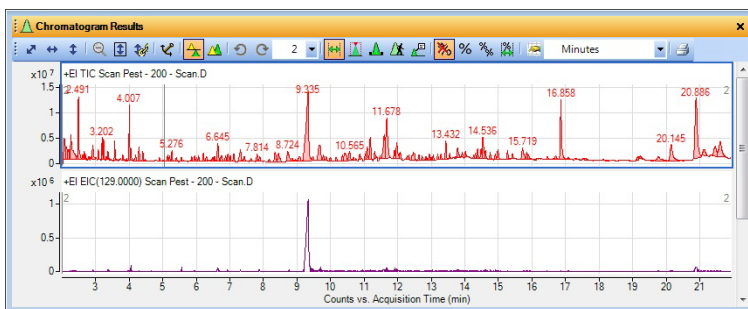 Chromatogram Results
2 Minutes
x10 7 +EI TIC Scan Pest - 200 - Scan.D
1.5
1
0.5
0
2 2
2.491 3.202 4.007 5.276 6.645 7.814 8.724 9.335 10.565 11.678 13.432 14.536 15.719 16.858 20.145 20.886
x10 6 +EI EIC(129.0000) Scan Pest - 200 - Scan.D
2 2
1
0.5
0
3 4 5 6 7 8 9 10 11 12 13 14 15 16 17 18 19 20 21
Counts vs. Acquisition Time (min)